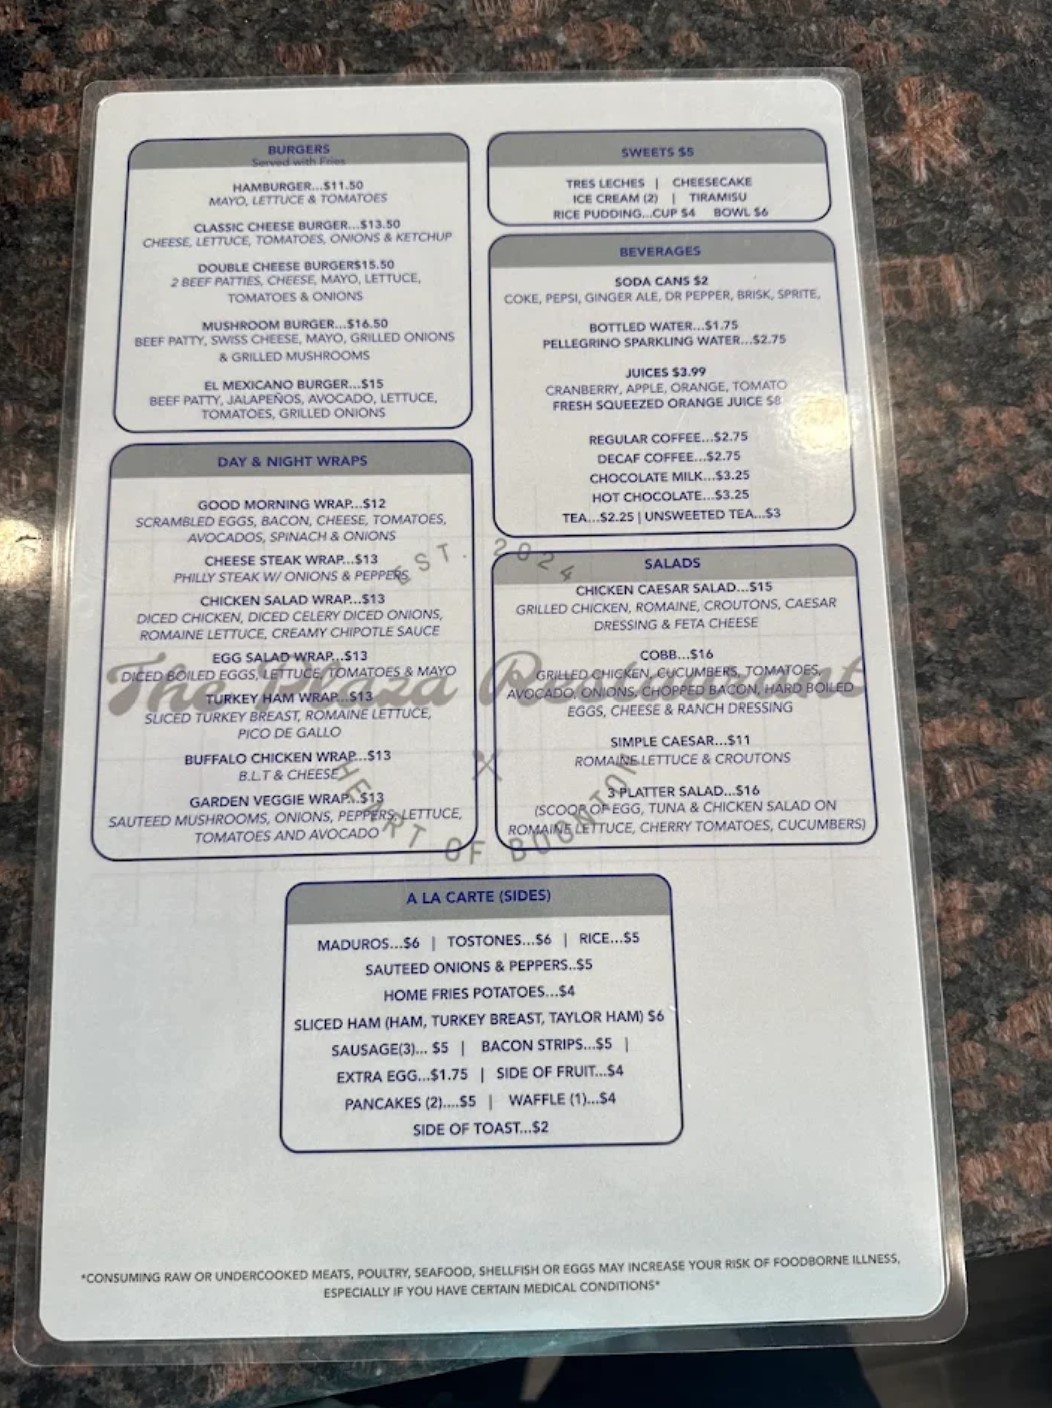 BURGERS
Served with Fries
HAMBURGER...$11.50
MAYO, LETTUCE & TOMATOES
CLASSIC CHEESE BURGER...$13.50
CHEESE, LETTUCE, TOMATOES, ONIONS & KETCHUP
DOUBLE CHEESE BURGER$15.50
2 BEEF PATTIES, CHEESE, MAYO, LETTUCE,
TOMATOES & ONIONS
MUSHROOM BURGER...$16.50
BEEF PATTY, SWISS CHEESE, MAYO, GRILLED ONIONS
& GRILLED MUSHROOMS
EL MEXICANO BURGER...$15
BEEF PATTY, JALAPEÑOS, AVOCADO, LETTUCE,
TOMATOES, GRILLED ONIONS
DAY & NIGHT WRAPS
GOOD MORNING WRAP...$12
SCRAMBLED EGGS, BACON, CHEESE, TOMATOES,
AVOCADOS, SPINACH & ONIONS
CHEESE STEAK WRAP...$13
PHILLY STEAK W/ ONIONS & PEPPERS
CHICKEN SALAD WRAP...$13
DICED CHICKEN, DICED CELERY DICED ONIONS,
ROMAINE LETTUCE, CREAMY CHIPOTLE SAUCE
EGG SALAD WRAP...$13
DICED BOILED EGGS, LETTUCE, TOMATOES & MAYO
TURKEY HAM WRAP...$13
SLICED TURKEY BREAST, ROMAINE LETTUCE,
PICO DE GALLO
BUFFALO CHICKEN WRAP...$13
B.L.T & CHEESE
GARDEN VEGGIE WRAP...$13
SAUTEED MUSHROOMS, ONIONS, PEPPERS, LETTUCE,
TOMATOES AND AVOCADO
SWEETS $5
TRES LECHES | CHEESECAKE
ICE CREAM (2) | TIRAMISU
RICE PUDDING...CUP $4 BOWL $6
BEVERAGES
SODA CANS $2
COKE, PEPSI, GINGER ALE, DR PEPPER, BRISK, SPRITE,
BOTTLED WATER...$1.75
PELLEGRINO SPARKLING WATER...$2.75
JUICES $3.99
CRANBERRY, APPLE, ORANGE, TOMATO
FRESH SQUEEZED ORANGE JUICE $8
REGULAR COFFEE...$2.75
DECAF COFFEE...$2.75
CHOCOLATE MILK...$3.25
HOT CHOCOLATE...$3.25
TEA...$2.25 | UNSWEETED TEA...$3
SALADS
CHICKEN CAESAR SALAD...$15
GRILLED CHICKEN, ROMAINE, CROUTONS, CAESAR
DRESSING & FETA CHEESE
COBB...$16
GRILLED CHICKEN, CUCUMBERS, TOMATOES,
AVOCADO, ONIONS, CHOPPED BACON, HARD BOILED
EGGS, CHEESE & RANCH DRESSING
SIMPLE CAESAR...$11
ROMAINE LETTUCE & CROUTONS
3 PLATTER SALAD...$16
(SCOOP OF EGG, TUNA & CHICKEN SALAD ON
ROMAINE LETTUCE, CHERRY TOMATOES, CUCUMBERS)
EST. 2024
The Plaza Restaurant
HEART OF BOONTON
A LA CARTE (SIDES)
MADUROS...$6 | TOSTONES...$6 | RICE...$5
SAUTEED ONIONS & PEPPERS..$5
HOME FRIES POTATOES...$4
SLICED HAM (HAM, TURKEY BREAST, TAYLOR HAM) $6
SAUSAGE(3)... $5 | BACON STRIPS...$5 |
EXTRA EGG...$1.75 | SIDE OF FRUIT...$4
PANCAKES (2)....$5 | WAFFLE (1)...$4
SIDE OF TOAST...$2
*CONSUMING RAW OR UNDERCOOKED MEATS, POULTRY, SEAFOOD, SHELLFISH OR EGGS MAY INCREASE YOUR RISK OF FOODBORNE ILLNESS,
ESPECIALLY IF YOU HAVE CERTAIN MEDICAL CONDITIONS*